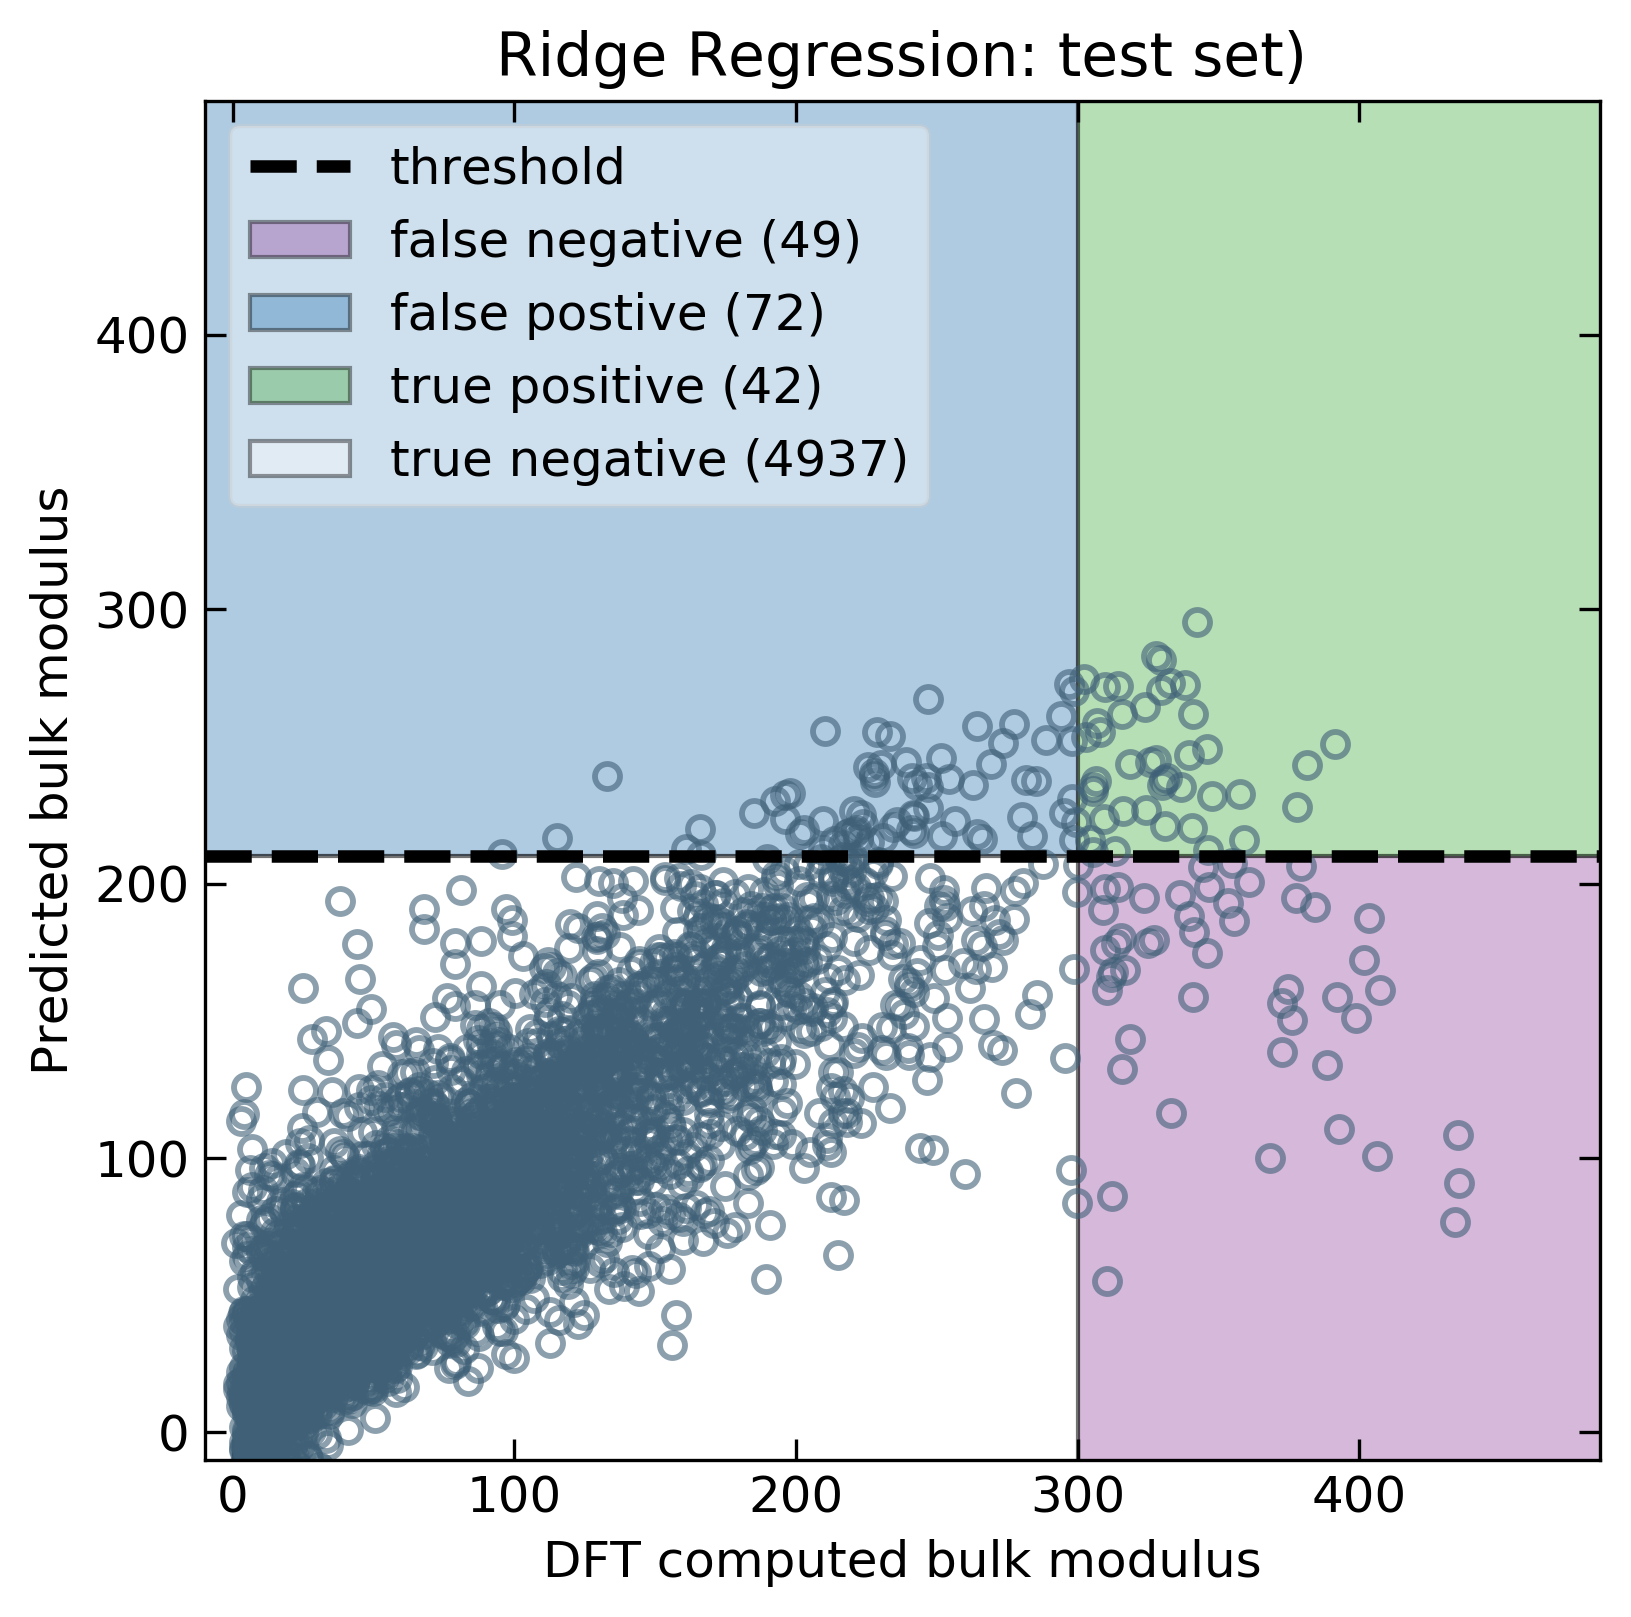 Ridge Regression: test set)
threshold
false negative (49)
false postive (72)
true positive (42)
true negative (4937)
Predicted bulk modulus
400
300
200
100
0
0 100 200 300 400
DFT computed bulk modulus